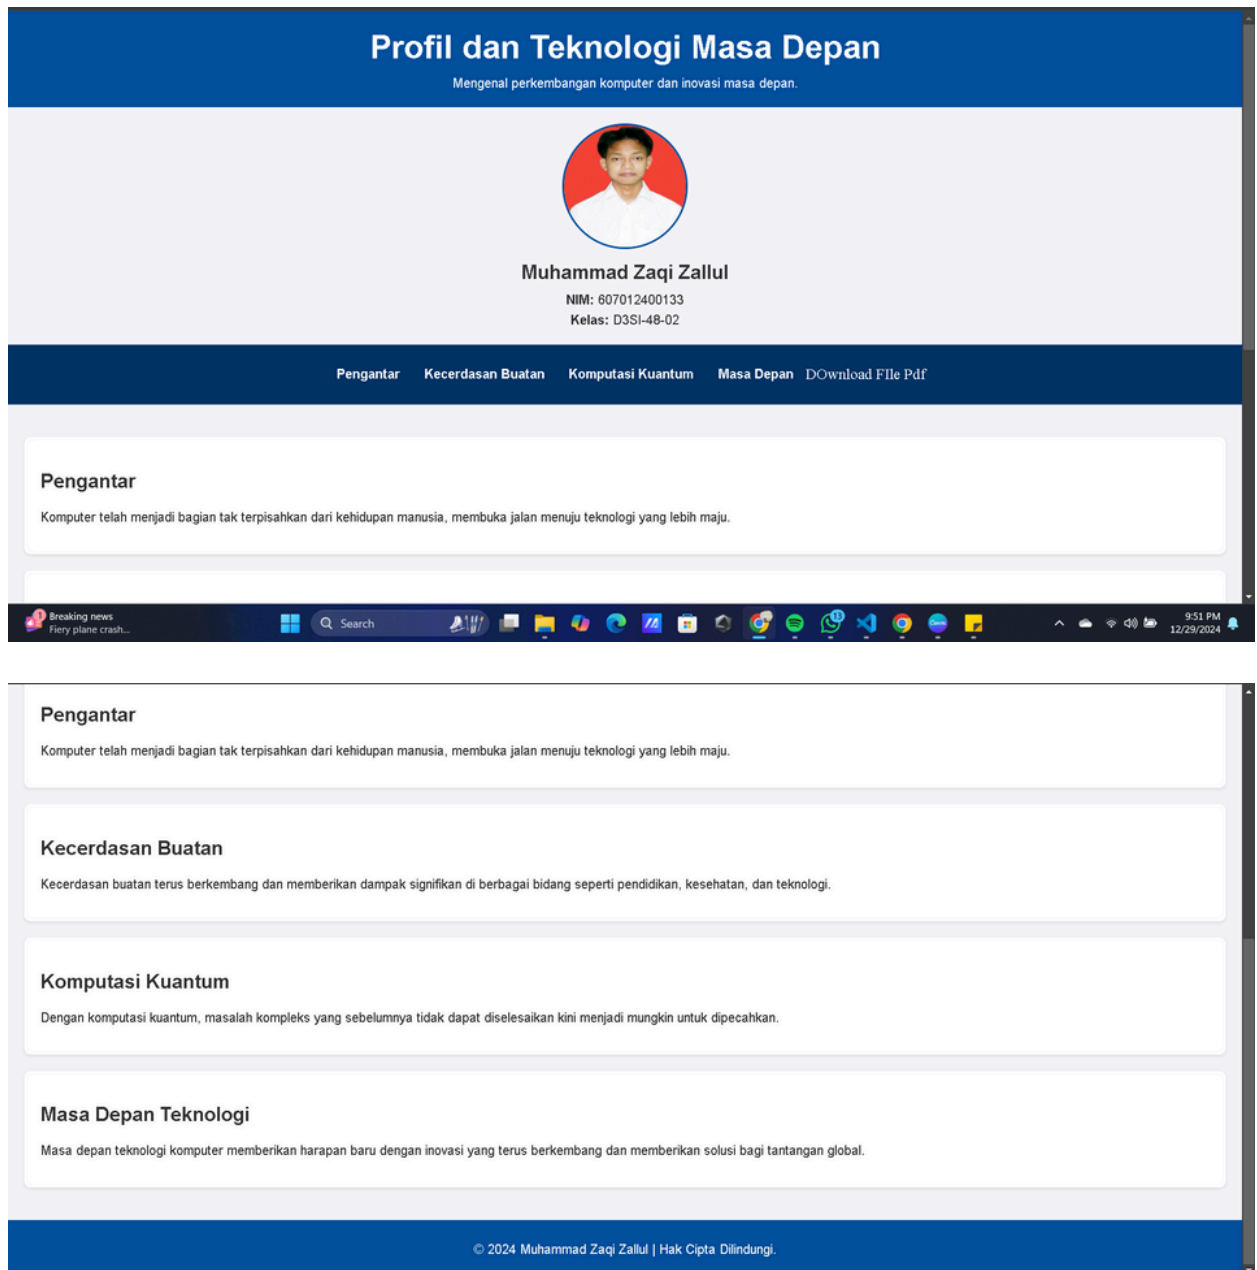 Profil dan Teknologi Masa Depan
Mengenal perkembangan komputer dan inovasi masa depan.
Muhammad Zaqi Zallul
NIM: 607012400133
Kelas: D3SI-48-02
Pengantar Kecerdasan Buatan Komputasi Kuantum Masa Depan DOwnload FIle Pdf
Pengantar
Komputer telah menjadi bagian tak terpisahkan dari kehidupan manusia, membuka jalan menuju teknologi yang lebih maju.
1
Breaking news
Fiery plane crash...
Search
13
9:51 PM
12/29/2024
Pengantar
Komputer telah menjadi bagian tak terpisahkan dari kehidupan manusia, membuka jalan menuju teknologi yang lebih maju.
Kecerdasan Buatan
Kecerdasan buatan terus berkembang dan memberikan dampak signifikan di berbagai bidang seperti pendidikan, kesehatan, dan teknologi.
Komputasi Kuantum
Dengan komputasi kuantum, masalah kompleks yang sebelumnya tidak dapat diselesaikan kini menjadi mungkin untuk dipecahkan.
Masa Depan Teknologi
Masa depan teknologi komputer memberikan harapan baru dengan inovasi yang terus berkembang dan memberikan solusi bagi tantangan global.
© 2024 Muhammad Zaqi Zallul | Hak Cipta Dilindungi.